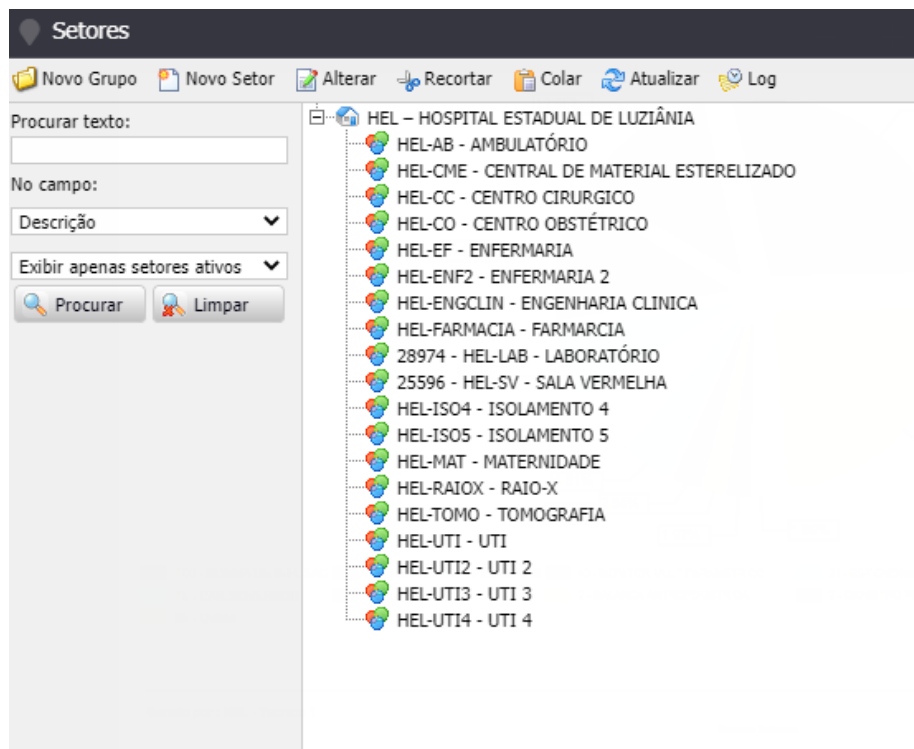 Setores
Novo Grupo Novo Setor Alterar Recortar Colar Atualizar Log
Procurar texto:
No campo:
Descrição
Exibir apenas setores ativos
Procurar Limpar
HEL – HOSPITAL ESTADUAL DE LUZIÂNIA
HEL-AB - AMBULATÓRIO
HEL-CME - CENTRAL DE MATERIAL ESTERELIZADO
HEL-CC - CENTRO CIRURGICO
HEL-CO - CENTRO OBSTÉTRICO
HEL-EF - ENFERMARIA
HEL-ENF2 - ENFERMARIA 2
HEL-ENGCLIN - ENGENHARIA CLINICA
HEL-FARMACIA - FARMARCIA
28974 - HEL-LAB - LABORATÓRIO
25596 - HEL-SV - SALA VERMELHA
HEL-ISO4 - ISOLAMENTO 4
HEL-ISO5 - ISOLAMENTO 5
HEL-MAT - MATERNIDADE
HEL-RAIOX - RAIO-X
HEL-TOMO - TOMOGRAFIA
HEL-UTI - UTI
HEL-UTI2 - UTI 2
HEL-UTI3 - UTI 3
HEL-UTI4 - UTI 4